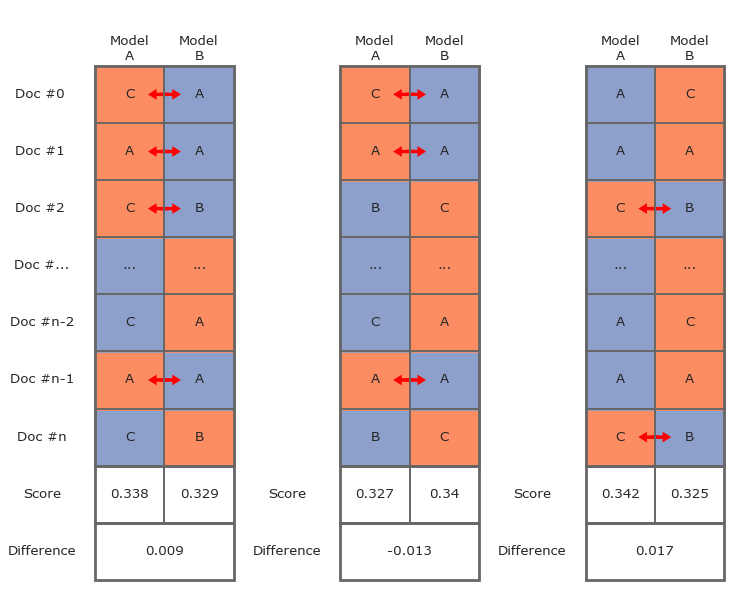 Model Model Model Model Model Model
A B A B A B
Doc #0 C A C A A C
Doc #1 A A A A A A
Doc #2 C B B C C B
Doc #... ... ... ... ... ... ...
Doc #n-2 C A C A A C
Doc #n-1 A A A A A A
Doc #n C B B C C B
Score 0.338 0.329 Score 0.327 0.34 Score 0.342 0.325
Difference 0.009 Difference -0.013 Difference 0.017